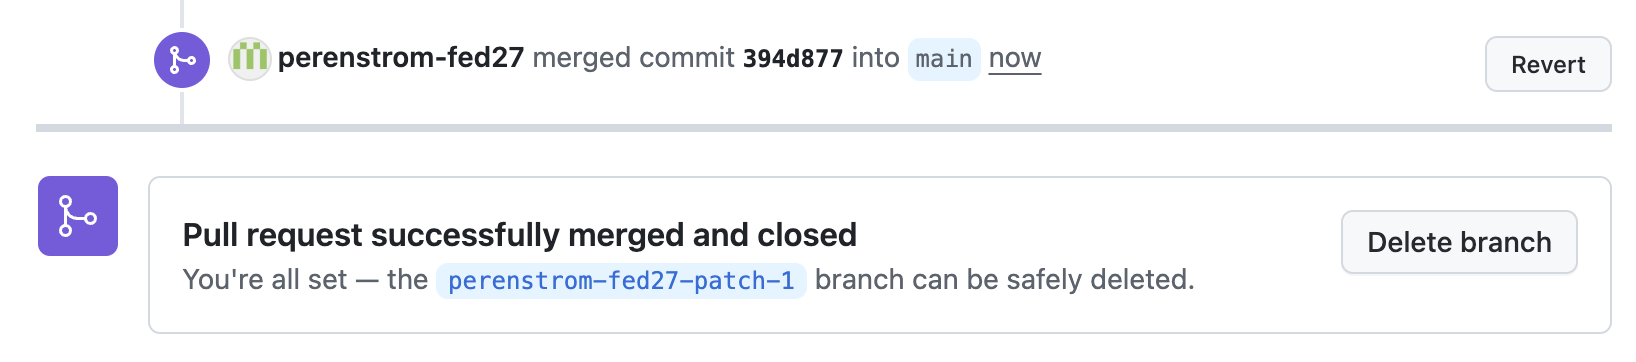 perenstrom-fed27 merged commit 394d877 into main now
Revert
Pull request successfully merged and closed
You're all set — the perenstrom-fed27-patch-1 branch can be safely deleted.
Delete branch